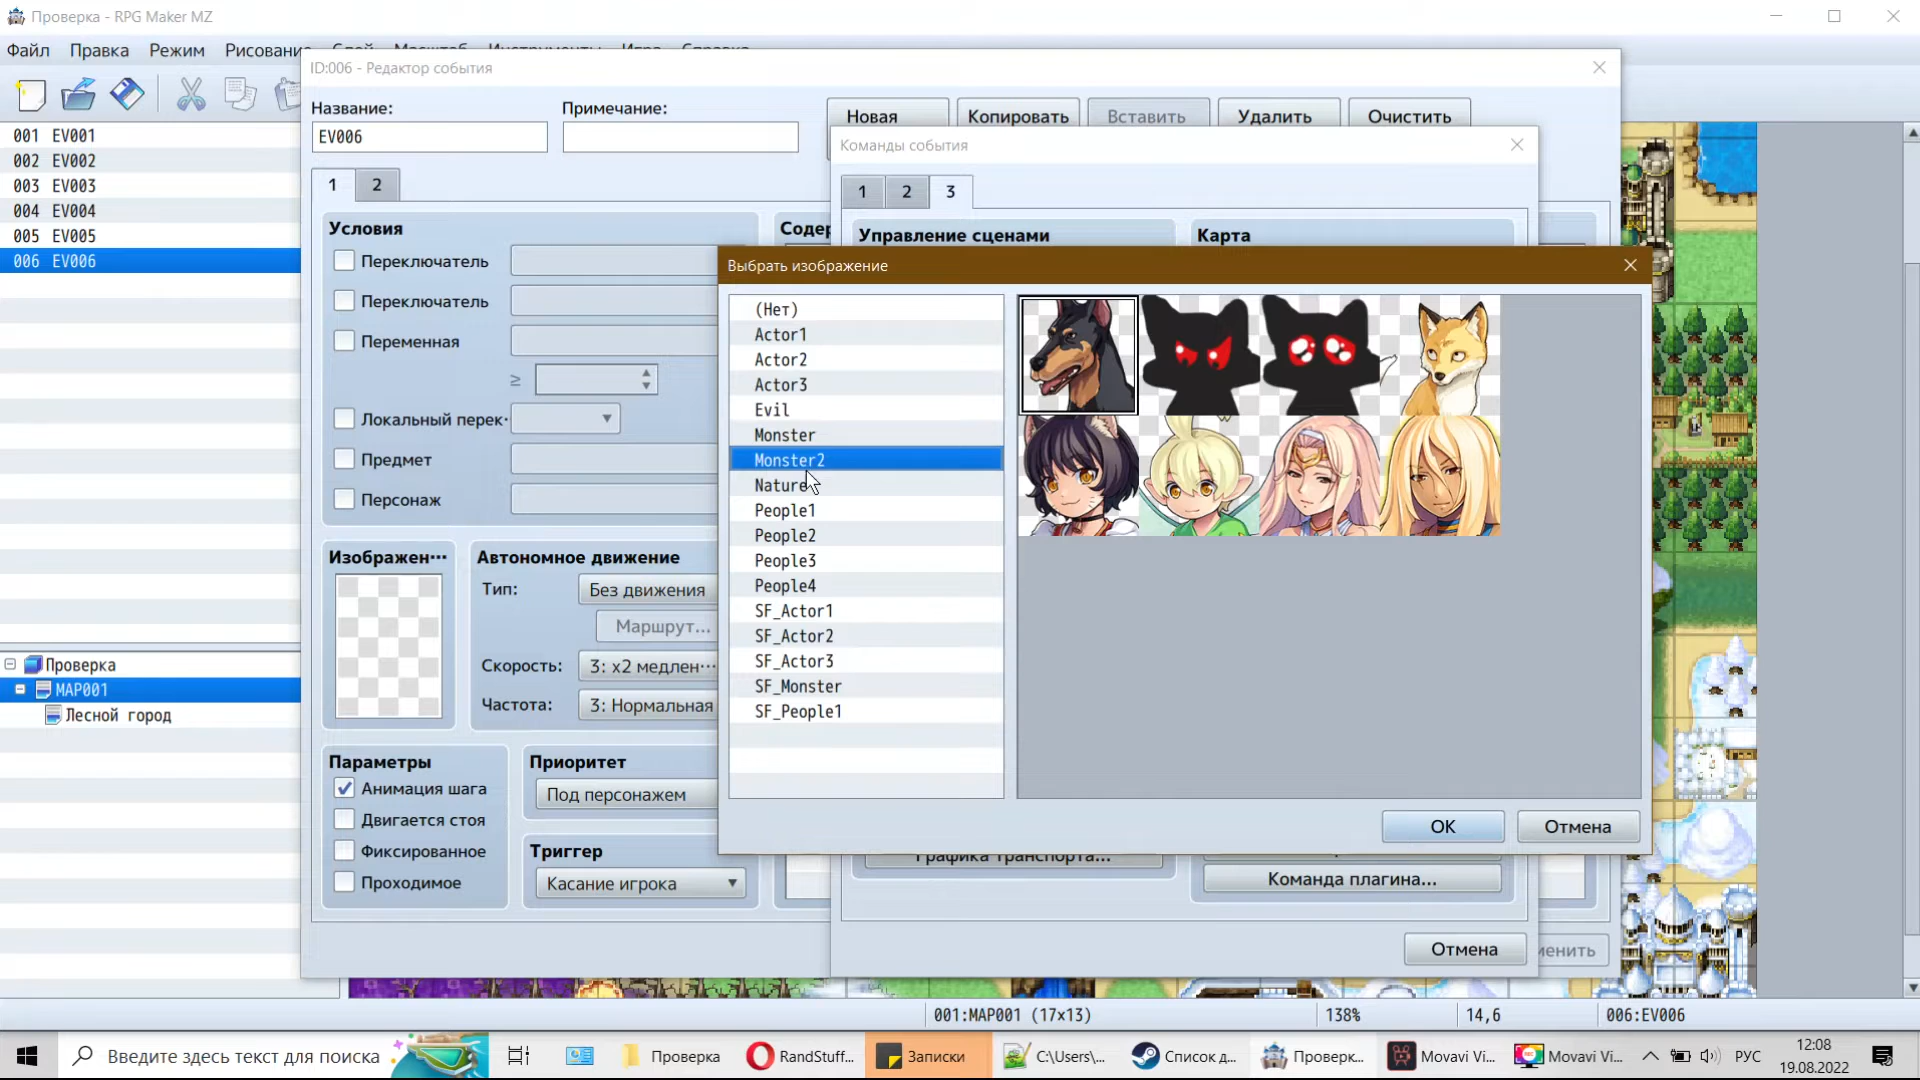 Проверка - RPG Maker MZ
Файл Правка Режим Рисование
ID:006 - Редактор события
Название: Примечание:
EV006
Новая Копировать Вставить Удалить Очистить
001 EV001
002 EV002
003 EV003
004 EV004
005 EV005
006 EV006
Команды события
1 2
1 2 3
Условия
Управление сценами Карта
Переключатель
Переключатель
Переменная
≥
Локальный перек·
Предмет
Персонаж
Выбрать изображение
(Нет)
Actor1
Actor2
Actor3
Evil
Monster
Monster2
Nature
People1
People2
People3
People4
SF_Actor1
SF_Actor2
SF_Actor3
SF_Monster
SF_People1
OK Отмена
Изображен··· Автономное движение
Тип: Без движения
Маршрут...
Скорость: 3: x2 медлен···
Частота: 3: Нормальная
Проверка
MAP001
Лесной город
Параметры
Анимация шага
Двигается стоя
Фиксированное
Проходимое
Приоритет
Под персонажем
Триггер
Касание игрока
Графика транспорта...
Команда плагина...
Отмена
001:MAP001 (17x13) 138% 14,6 006:EV006
Введите здесь текст для поиска Проверка RandStuff... Записки C:\Users\... Список д... Проверк... Movavi Vi... Movavi Vi... РУС 12:08
19.08.2022